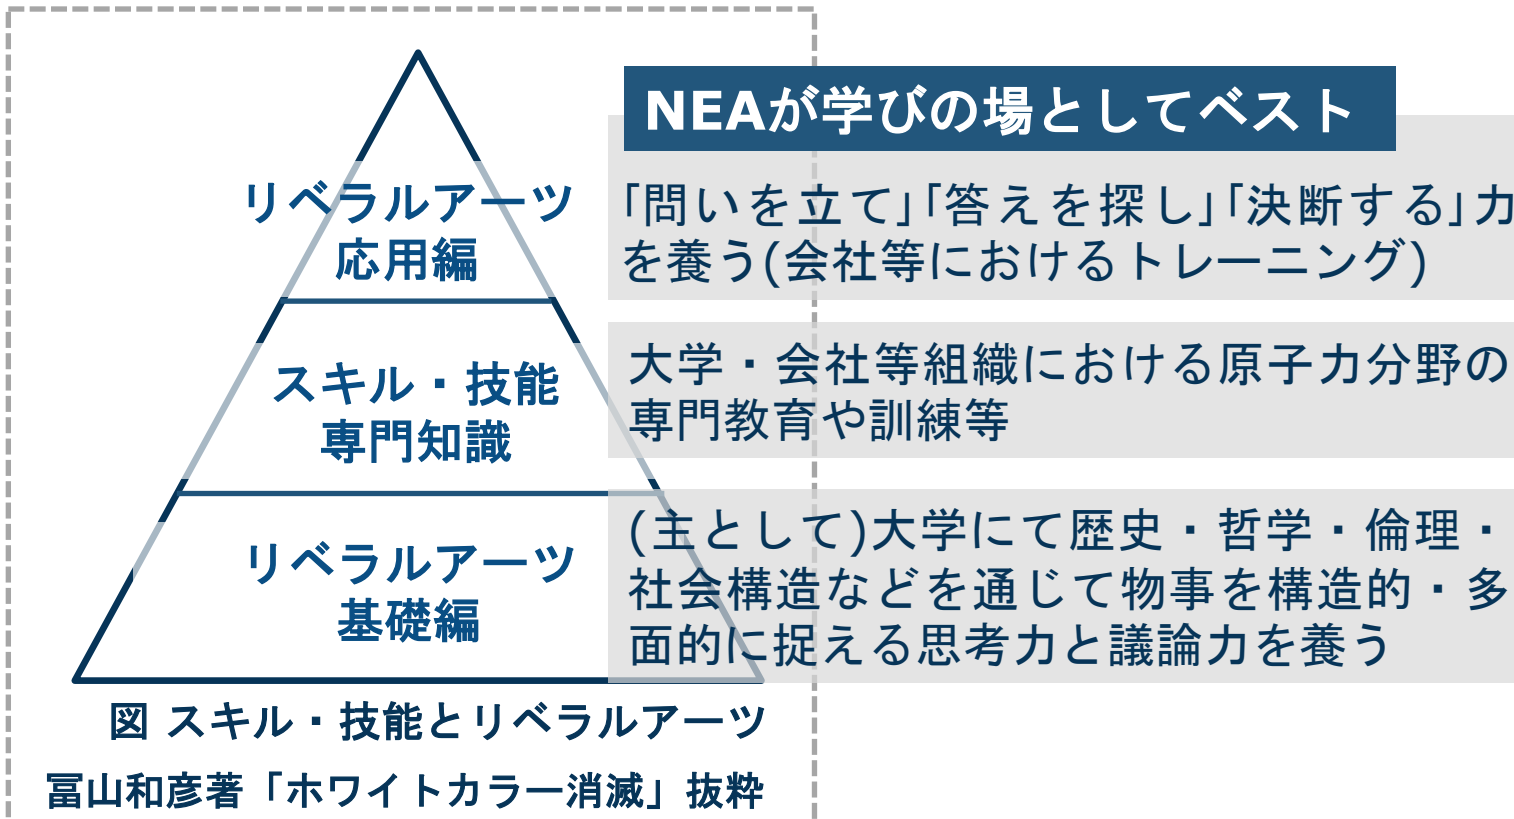 NEAが学びの場としてベスト
リベラルアーツ
応用編
「問いを立て」「答えを探し」「決断する」力
を養う(会社等におけるトレーニング)
スキル・技能
専門知識
大学・会社等組織における原子力分野の
専門教育や訓練等
リベラルアーツ
基礎編
(主として)大学にて歴史・哲学・倫理・
社会構造などを通じて物事を構造的・多
面的に捉える思考力と議論力を養う
図 スキル・技能とリベラルアーツ
冨山和彦著「ホワイトカラー消滅」抜粋